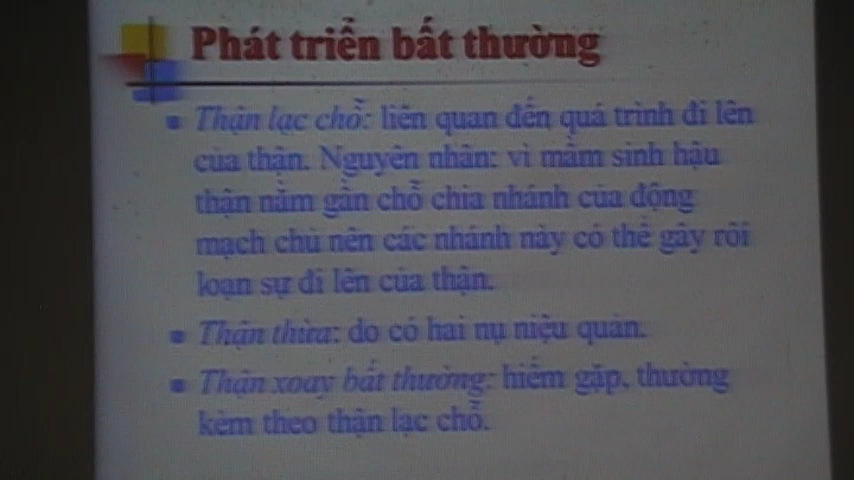 Phát triển bất thường
Thận lạc chỗ: liên quan đến quá trình đi lên
của thận. Nguyên nhân: vì mầm sinh hậu
thận nằm gần chỗ chia nhánh của động
mạch chủ nên các nhánh này có thể gây rối
loạn sự đi lên của thận.
Thận thừa: do có hai nụ niệu quản.
Thận xoay bất thường: hiếm gặp, thường
kèm theo thận lạc chỗ.